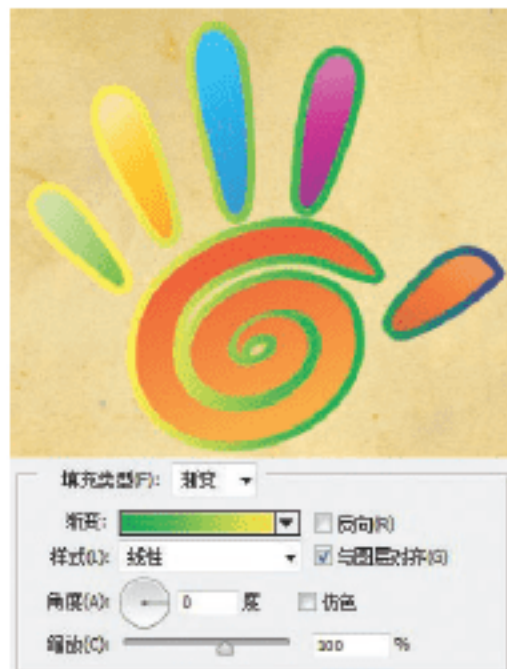 填充类型(F): 渐变
渐变: 反向(R)
样式(L): 线性 与图层对齐(G)
角度(A): 0 度 仿色
缩放(C): 100 %